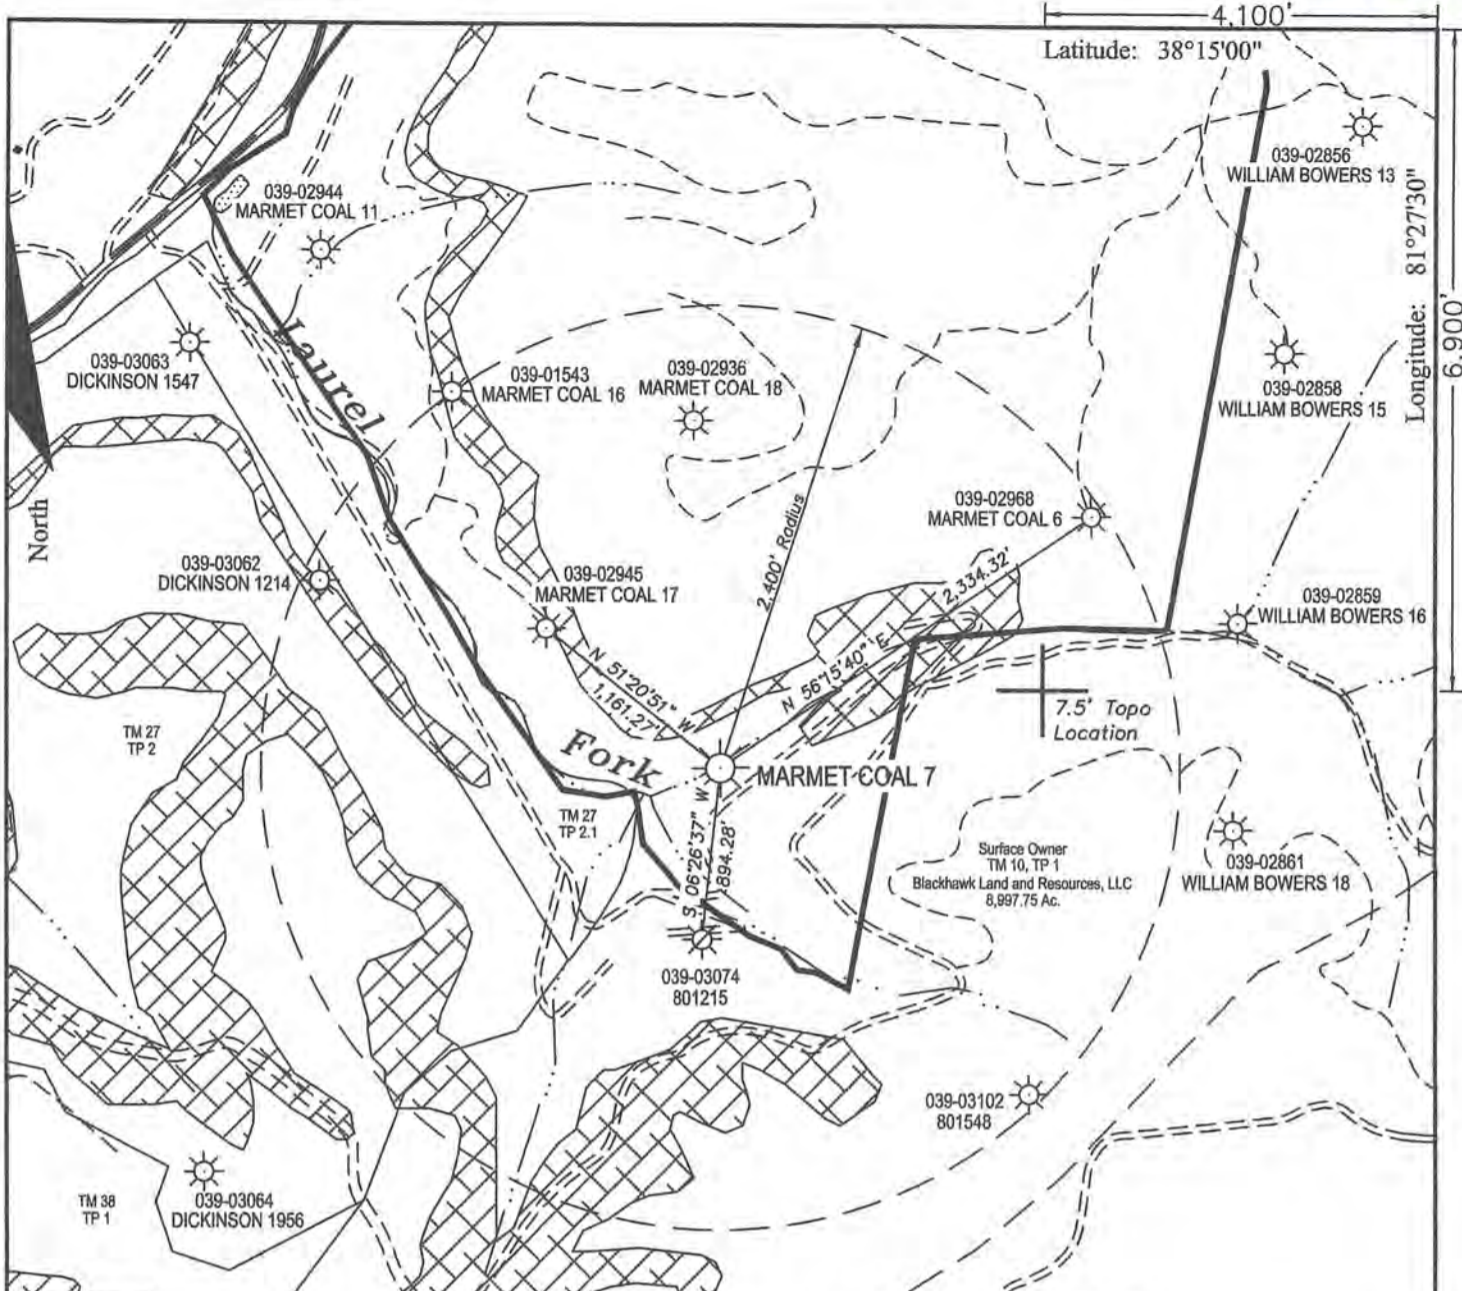 4,100'
Latitude: 38°15'00"
039-02856
WILLIAM BOWERS 13
039-02944
MARMET COAL 11
Longitude: 81°27'30"
6,900'
Laurel
039-03063
DICKINSON 1547
039-01543
MARMET COAL 16
039-02936
MARMET COAL 18
039-02858
WILLIAM BOWERS 15
North
2,400' Radius
039-02968
MARMET COAL 6
039-03062
DICKINSON 1214
039-02945
MARMET COAL 17
2,334.32'
039-02859
WILLIAM BOWERS 16
N 51°20'51" W
1,161.27'
N 56°15'40" E
7.5' Topo
Location
TM 27
TP 2
Fork
MARMET COAL 7
TM 27
TP 2.1
S 06°26'37" W
894.28'
Surface Owner
TM 10, TP 1
Blackhawk Land and Resources, LLC
8,997.75 Ac.
039-02861
WILLIAM BOWERS 18
039-03074
801215
039-03102
801548
TM 38
TP 1
039-03064
DICKINSON 1956